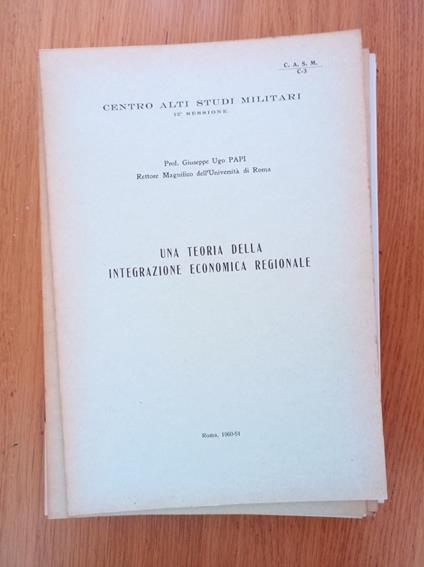 C. A. S. M.
C-3
CENTRO ALTI STUDI MILITARI
12ª SESSIONE
Prof. Giuseppe Ugo PAPI
Rettore Magnifico dell'Università di Roma
UNA TEORIA DELLA
INTEGRAZIONE ECONOMICA REGIONALE
Roma, 1960-61